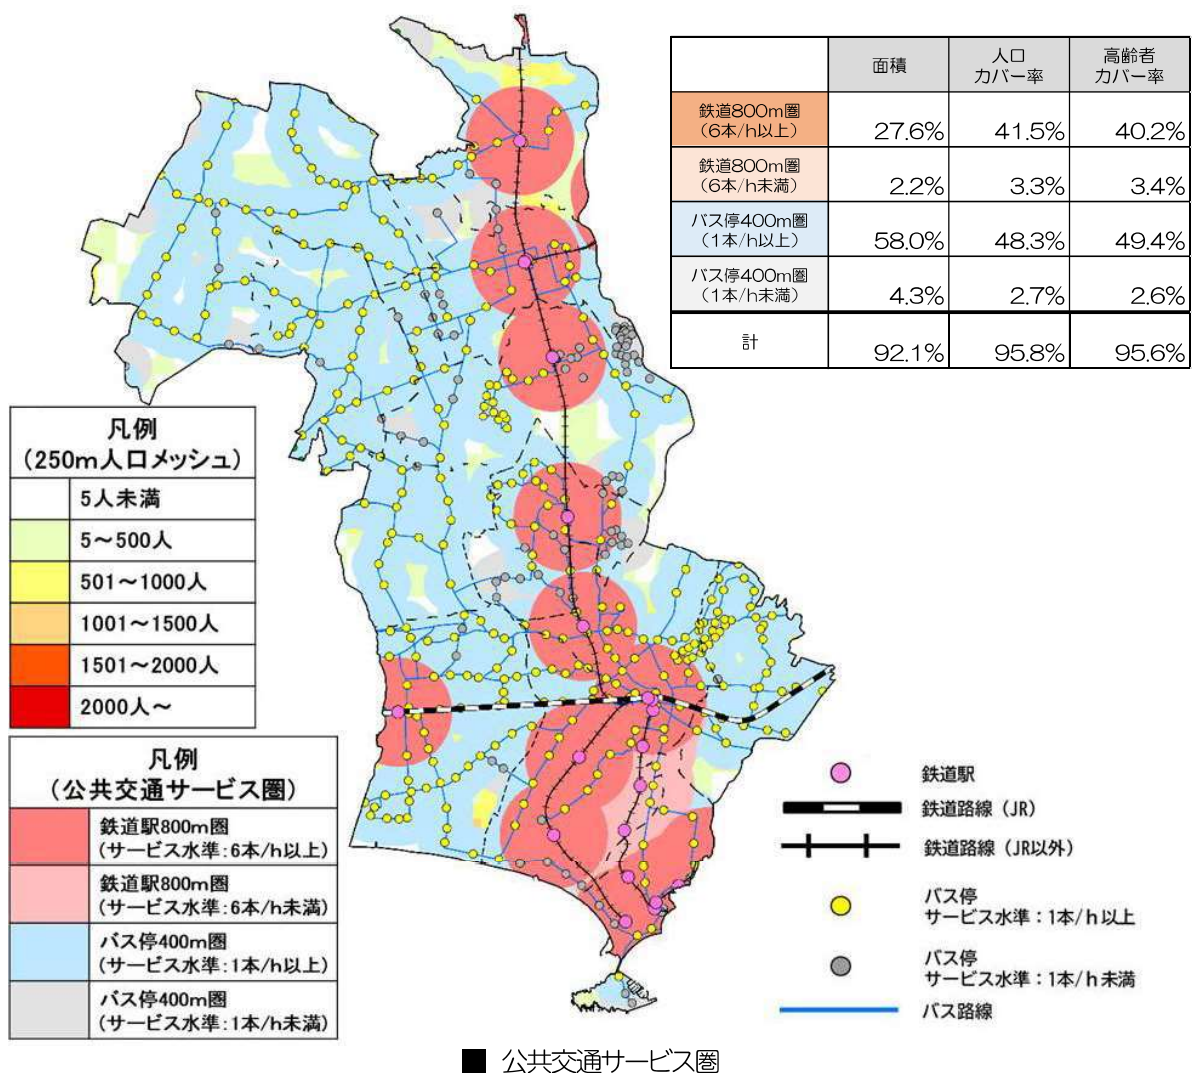 面積
人口
カバー率
高齢者
カバー率
鉄道800m圏
（6本/h以上）
27.6%
41.5%
40.2%
鉄道800m圏
（6本/h未満）
2.2%
3.3%
3.4%
バス停400m圏
（1本/h以上）
58.0%
48.3%
49.4%
バス停400m圏
（1本/h未満）
4.3%
2.7%
2.6%
計
92.1%
95.8%
95.6%
凡例
（250m人口メッシュ）
5人未満
5～500人
501～1000人
1001～1500人
1501～2000人
2000人～
凡例
（公共交通サービス圏）
鉄道駅800m圏
（サービス水準：6本/h以上）
鉄道駅800m圏
（サービス水準：6本/h未満）
バス停400m圏
（サービス水準：1本/h以上）
バス停400m圏
（サービス水準：1本/h未満）
鉄道駅
鉄道路線（JR）
鉄道路線（JR以外）
バス停
サービス水準：1本/h以上
バス停
サービス水準：1本/h未満
バス路線
■ 公共交通サービス圏